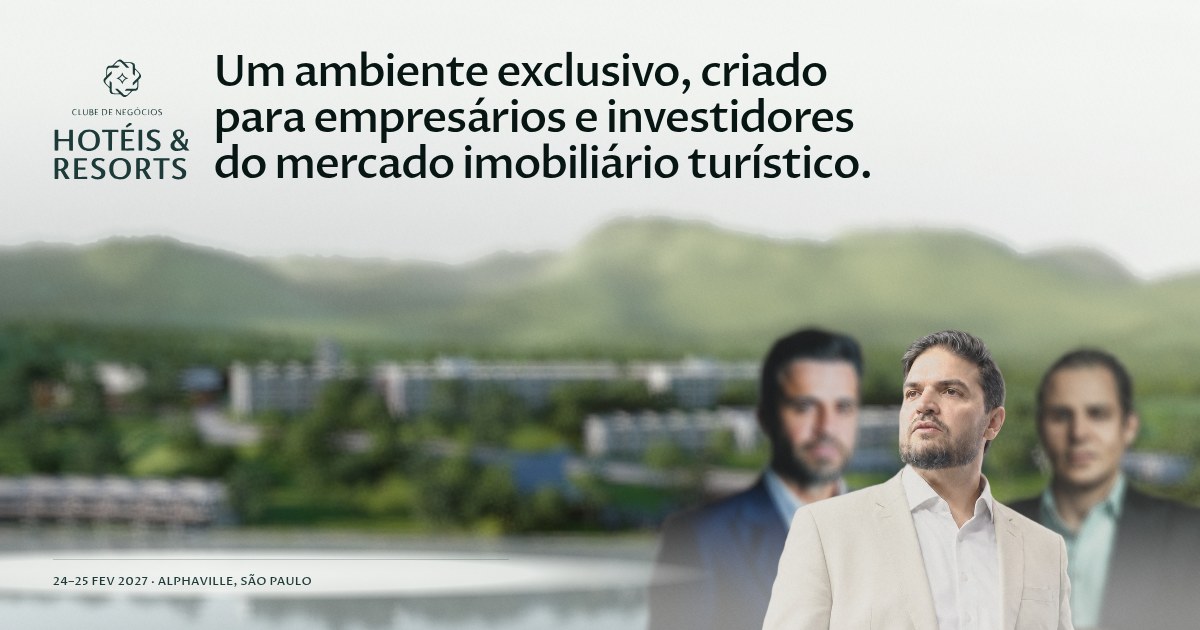 CLUBE DE NEGÓCIOS
HOTÉIS &
RESORTS
Um ambiente exclusivo, criado
para empresários e investidores
do mercado imobiliário turístico.
24–25 FEV 2027 · ALPHAVILLE, SÃO PAULO